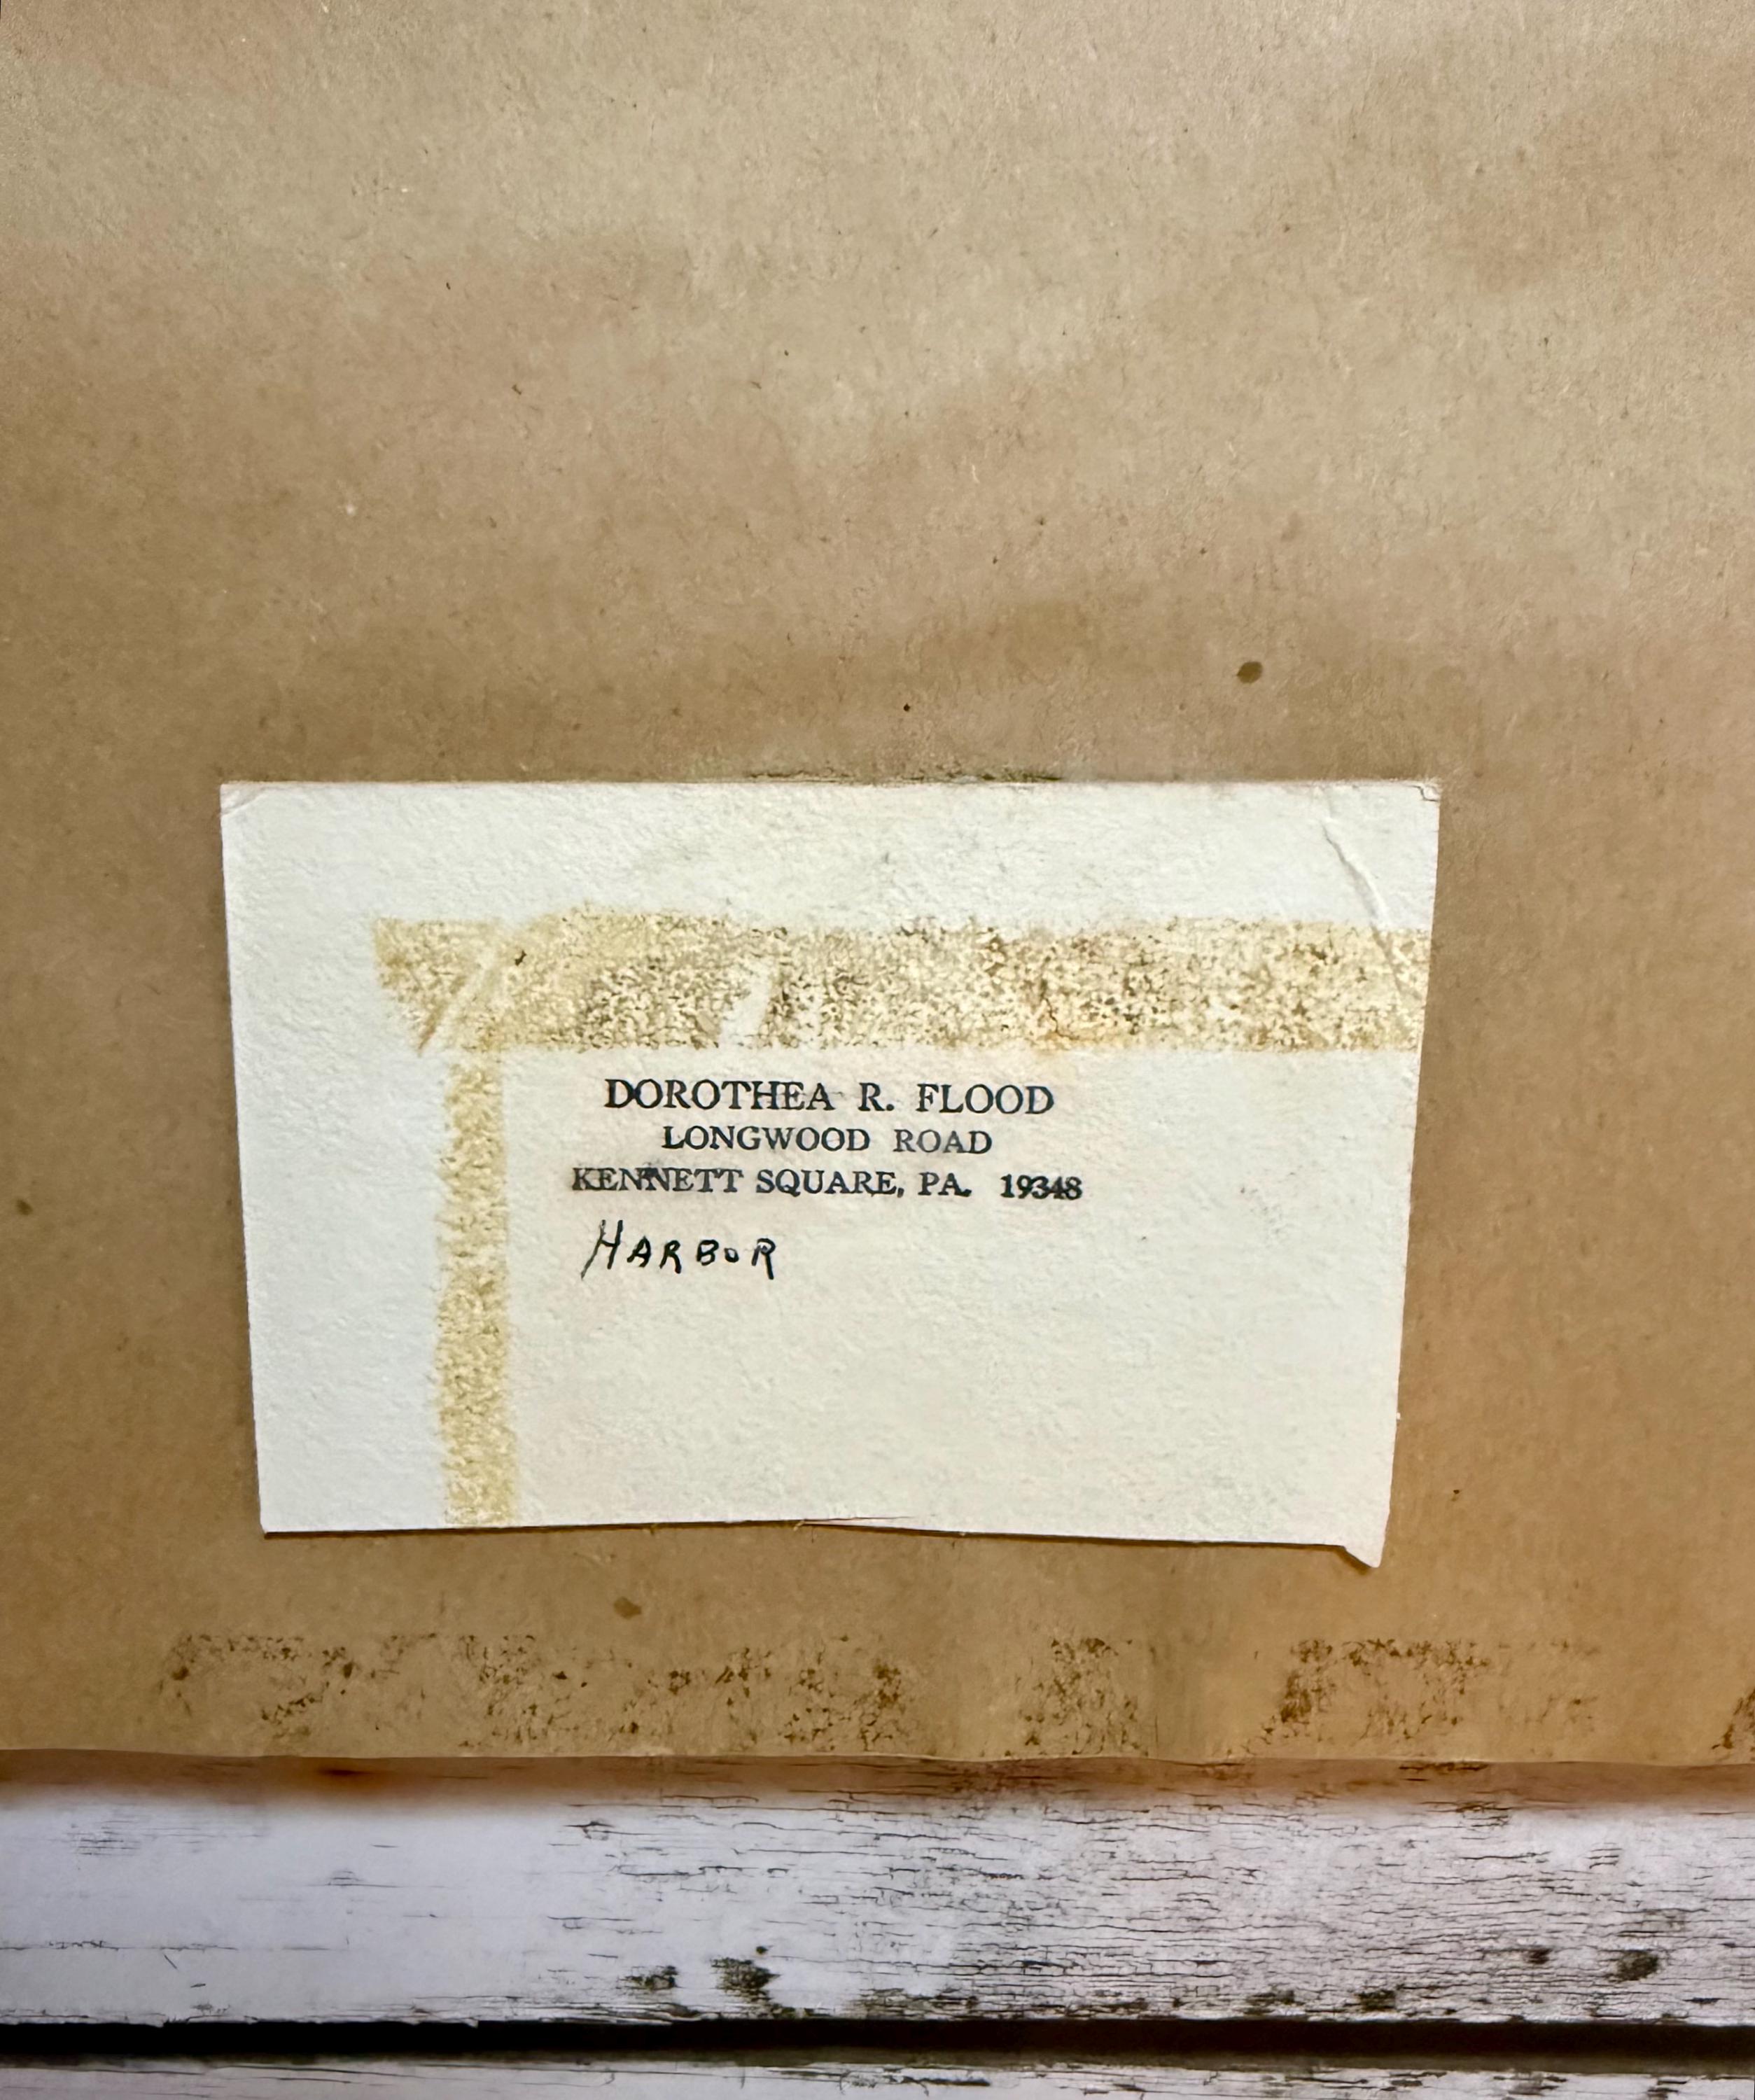 DOROTHEA R. FLOOD
LONGWOOD ROAD
KENNETT SQUARE, PA. 19348
HARBOR